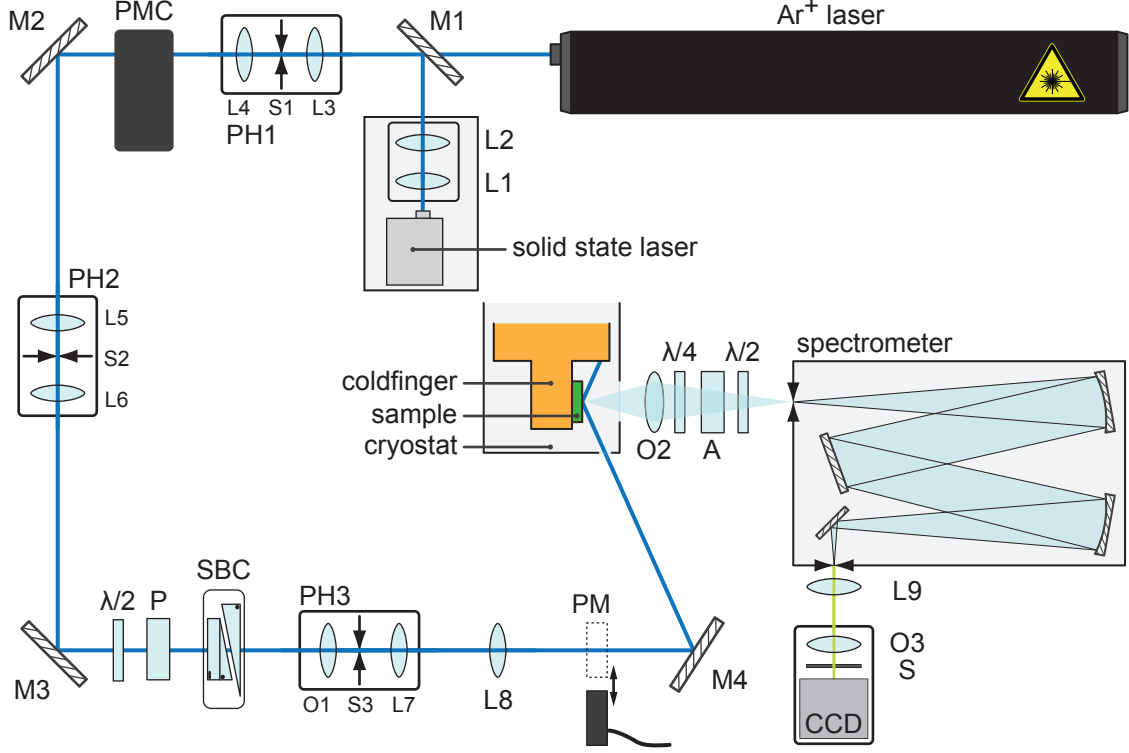 M2
PMC
M1
Ar+ laser
L4 S1 L3
PH1
L2
L1
solid state laser
PH2
L5
S2
L6
λ/4 λ/2
spectrometer
coldfinger
sample
cryostat
O2 A
SBC
λ/2 P
PH3
PM
L9
O3
S
CCD
M3
O1 S3 L7
L8
M4